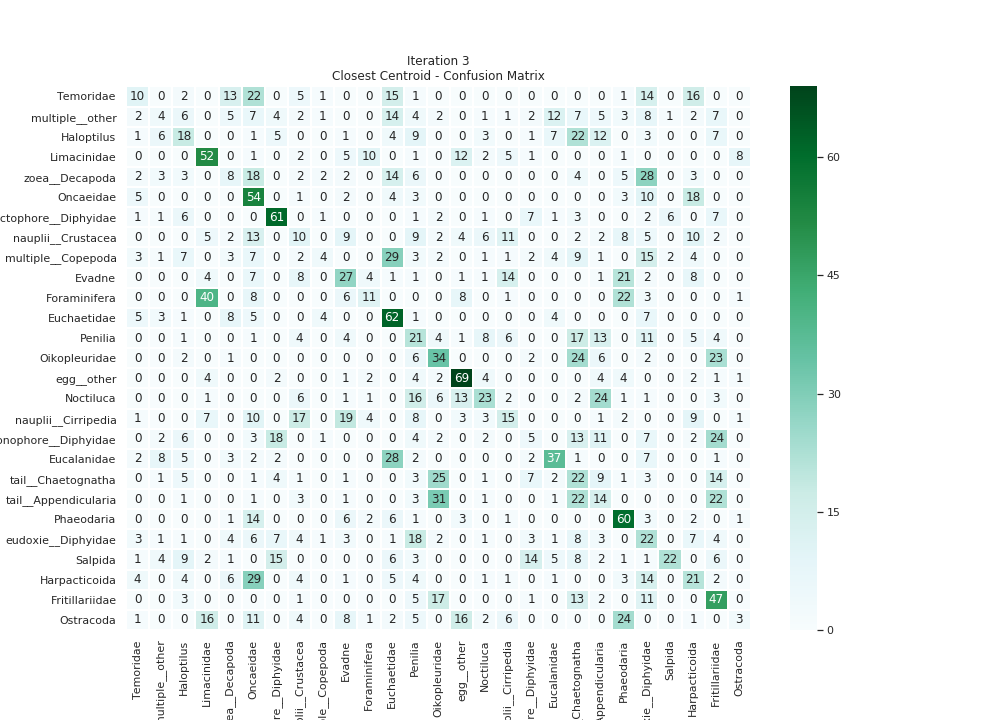 Iteration 3
Closest Centroid - Confusion Matrix
Temoridae 10 0 2 0 13 22 0 5 1 0 0 15 1 0 0 0 0 0 0 0 1 14 0 16 0 0
multiple__other 2 4 6 0 5 7 4 2 1 0 0 14 4 2 0 1 1 2 12 7 5 3 8 1 2 7 0
Haloptilus 1 6 18 0 0 1 5 0 0 1 0 4 9 0 0 3 0 1 7 22 12 0 3 0 0 7 0
Limacinidae 0 0 0 52 0 1 0 2 0 5 10 0 1 0 12 2 5 1 0 0 0 1 0 0 0 0 8
zoea__Decapoda 2 3 3 0 8 18 0 2 2 2 0 14 6 0 0 0 0 0 0 4 0 5 28 0 3 0 0
Oncaeidae 5 0 0 0 0 54 0 1 0 2 0 4 3 0 0 0 0 0 0 0 0 3 10 0 18 0 0
ctophore__Diphyidae 1 1 6 0 0 0 61 0 1 0 0 0 1 2 0 1 0 7 1 3 0 0 2 6 0 7 0
nauplii__Crustacea 0 0 0 5 2 13 0 10 0 9 0 0 9 2 4 6 11 0 0 2 2 8 5 0 10 2 0
multiple__Copepoda 3 1 7 0 3 7 0 2 4 0 0 29 3 2 0 1 1 2 4 9 1 0 15 2 4 0 0
Evadne 0 0 0 4 0 7 0 8 0 27 4 1 1 0 1 1 14 0 0 0 1 21 2 0 8 0 0
Foraminifera 0 0 0 40 0 8 0 0 0 6 11 0 0 0 8 0 1 0 0 0 0 22 3 0 0 0 1
Euchaetidae 5 3 1 0 8 5 0 0 4 0 0 62 1 0 0 0 0 0 4 0 0 0 7 0 0 0 0
Penilia 0 0 1 0 0 1 0 4 0 4 0 0 21 4 1 8 6 0 0 17 13 0 11 0 5 4 0
Oikopleuridae 0 0 2 0 1 0 0 0 0 0 0 0 6 34 0 0 0 2 0 24 6 0 2 0 0 23 0
egg__other 0 0 0 4 0 0 2 0 0 1 2 0 4 2 69 4 0 0 0 0 4 4 0 0 2 1 1
Noctiluca 0 0 0 1 0 0 0 6 0 1 1 0 16 6 13 23 2 0 0 2 24 1 1 0 0 3 0
nauplii__Cirripedia 1 0 0 7 0 10 0 17 0 19 4 0 8 0 3 3 15 0 0 0 1 2 0 0 9 0 1
onophore__Diphyidae 0 2 6 0 0 3 18 0 1 0 0 0 4 2 0 2 0 5 0 13 11 0 7 0 2 24 0
Eucalanidae 2 8 5 0 3 2 2 0 0 1 0 28 2 0 0 0 0 2 37 1 0 0 7 0 0 1 0
tail__Chaetognatha 0 1 5 0 0 1 4 1 0 1 0 0 3 25 0 1 0 7 2 22 9 1 3 0 0 14 0
tail__Appendicularia 0 0 1 0 0 1 0 3 0 1 0 0 3 31 0 1 0 0 1 22 14 0 0 0 0 22 0
Phaeodaria 0 0 0 0 1 14 0 0 0 6 2 6 1 0 3 0 1 0 0 0 0 60 3 0 2 0 1
eudoxie__Diphyidae 3 1 1 0 4 6 7 4 1 3 0 1 18 2 0 1 0 3 1 8 3 0 22 0 7 4 0
Salpida 1 4 9 2 1 0 15 0 0 0 0 6 3 0 0 0 0 14 5 8 2 1 1 22 0 6 0
Harpacticoida 4 0 4 0 6 29 0 4 0 1 0 5 4 0 0 1 1 0 1 0 0 3 14 0 21 2 0
Fritillariidae 0 0 3 0 0 0 0 1 0 0 0 0 5 17 0 0 0 1 0 13 2 0 11 0 0 47 0
Ostracoda 1 0 0 16 0 11 0 4 0 8 1 2 5 0 16 2 6 0 0 0 0 24 0 0 1 0 3
Temoridae
nultiple__other
Haloptilus
Limacinidae
ea__Decapoda
Oncaeidae
re__Diphyidae
plii__Crustacea
le__Copepoda
Evadne
Foraminifera
Euchaetidae
Penilia
Oikopleuridae
egg__other
Noctiluca
plii__Cirripedia
re__Diphyidae
Eucalanidae
Chaetognatha
Appendicularia
Phaeodaria
xie__Diphyidae
Salpida
Harpacticoida
Fritillariidae
Ostracoda
60
45
30
15
0